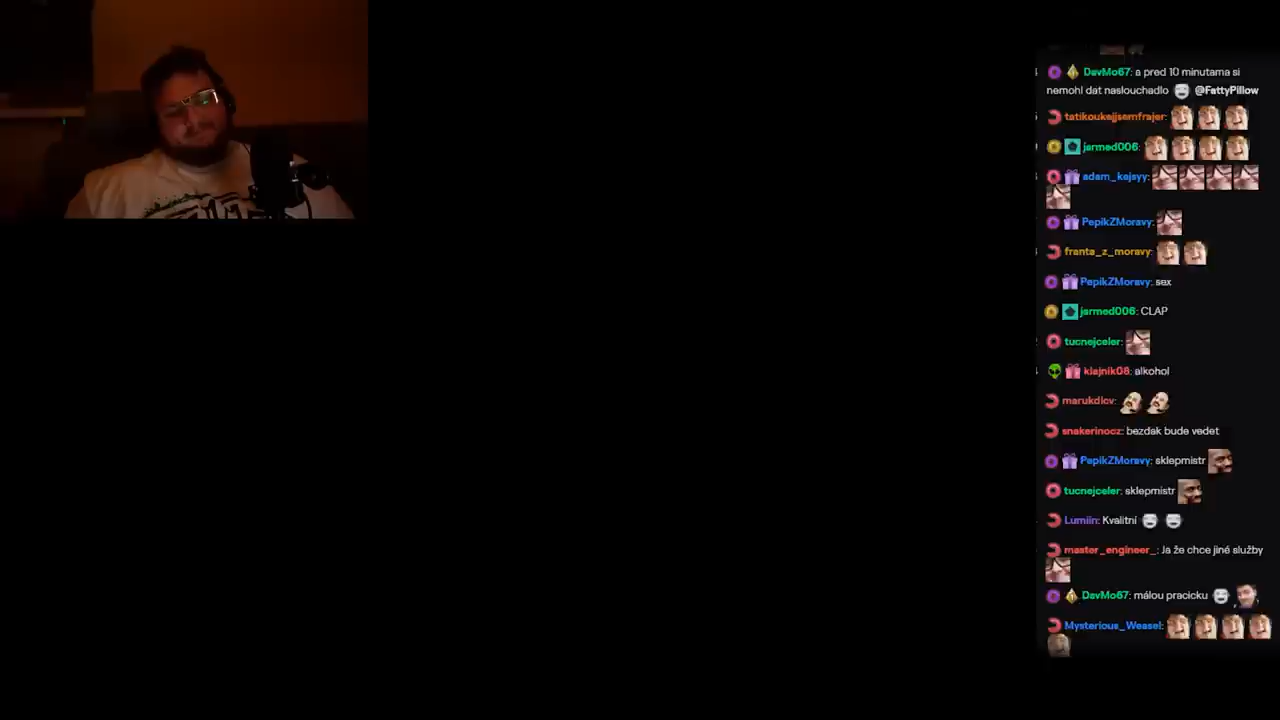 DavMo67: a pred 10 minutama si
nemohl dat naslouchadlo @FattyPillow
tatikoukejjsemfrajer:
jarmed006:
adam_kajsyy:
PepikZMoravy:
franta_z_moravy:
PepikZMoravy: sex
jarmed006: CLAP
tucnejceler:
klajnik08: alkohol
marukdicv:
snakerinocz: bezdak bude vedet
PepikZMoravy: sklepmistr
tucnejceler: sklepmistr
Lumiin: Kvalitní
master_engineer_: Ja že chce jiné služby
DavMo67: málou pracicku
Mysterious_Weasel: